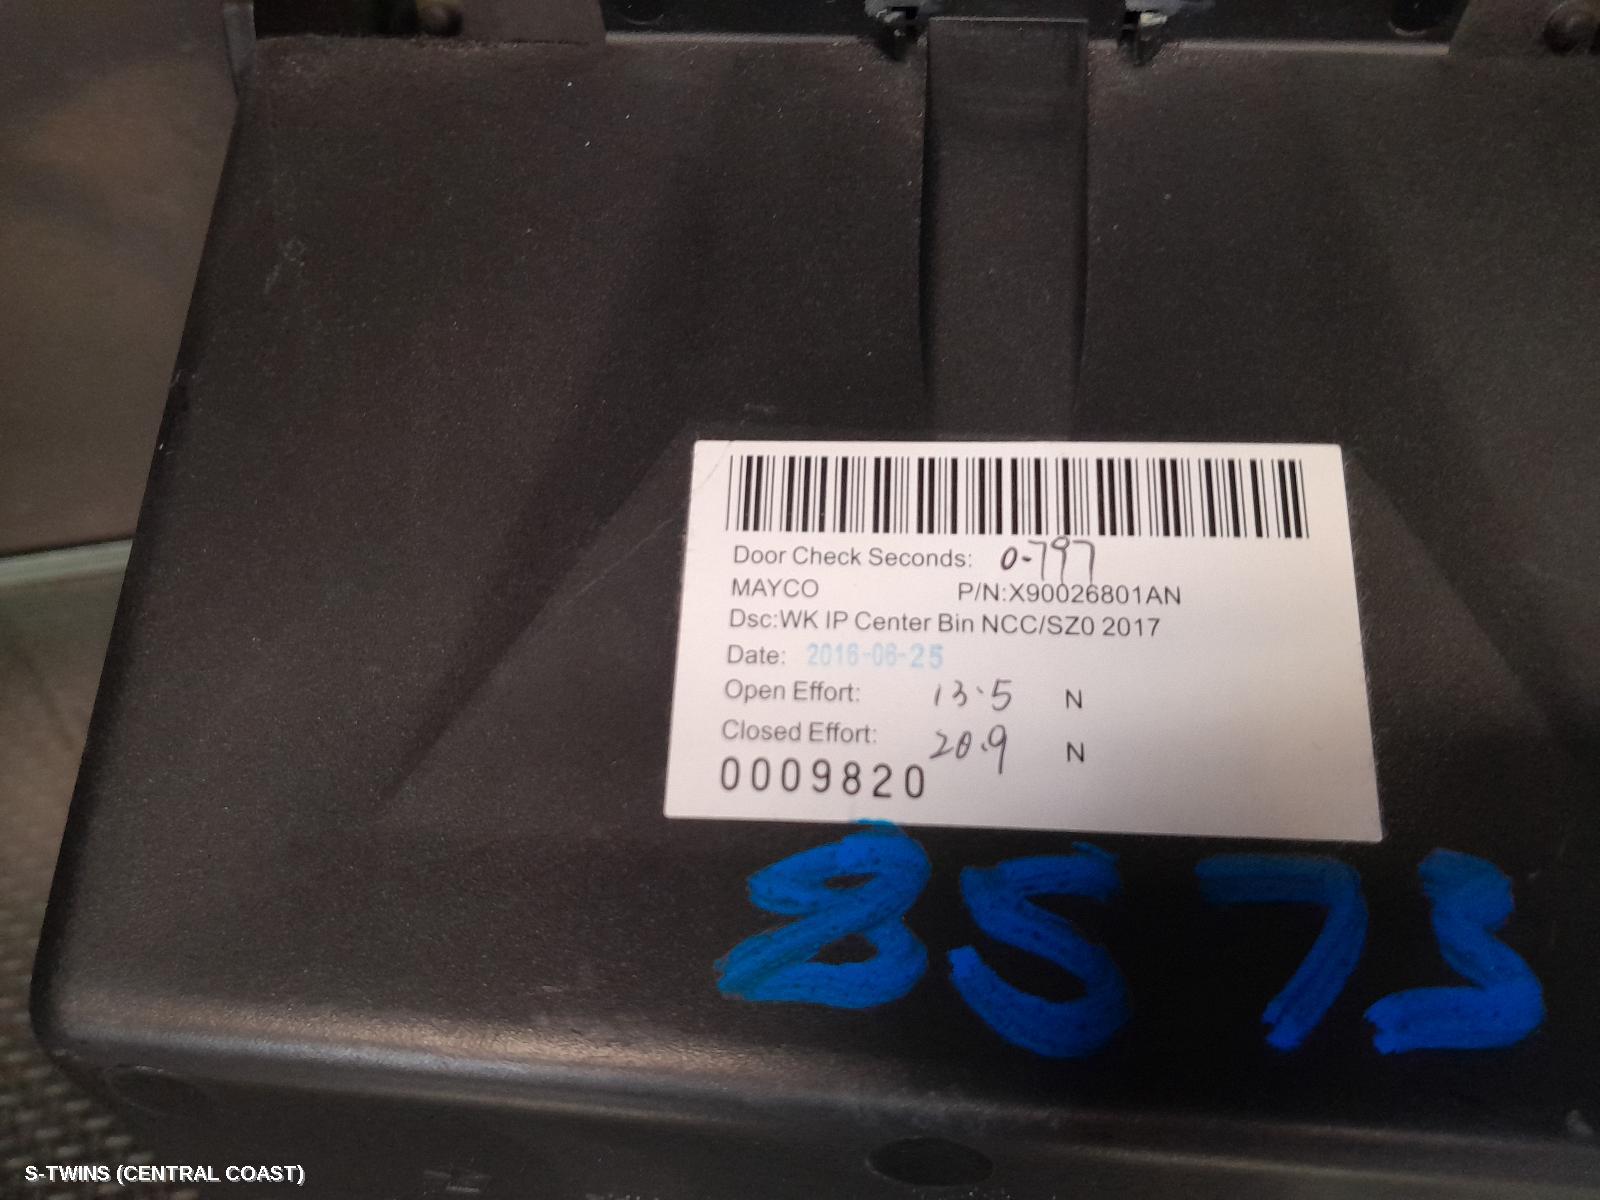 Door Check Seconds: 0.797
MAYCO P/N:X90026801AN
Dsc:WK IP Center Bin NCC/SZ0 2017
Date: 2016-06-25
Open Effort: 13.5 N
Closed Effort: 20.9 N
0009820
8573
S-TWINS (CENTRAL COAST)